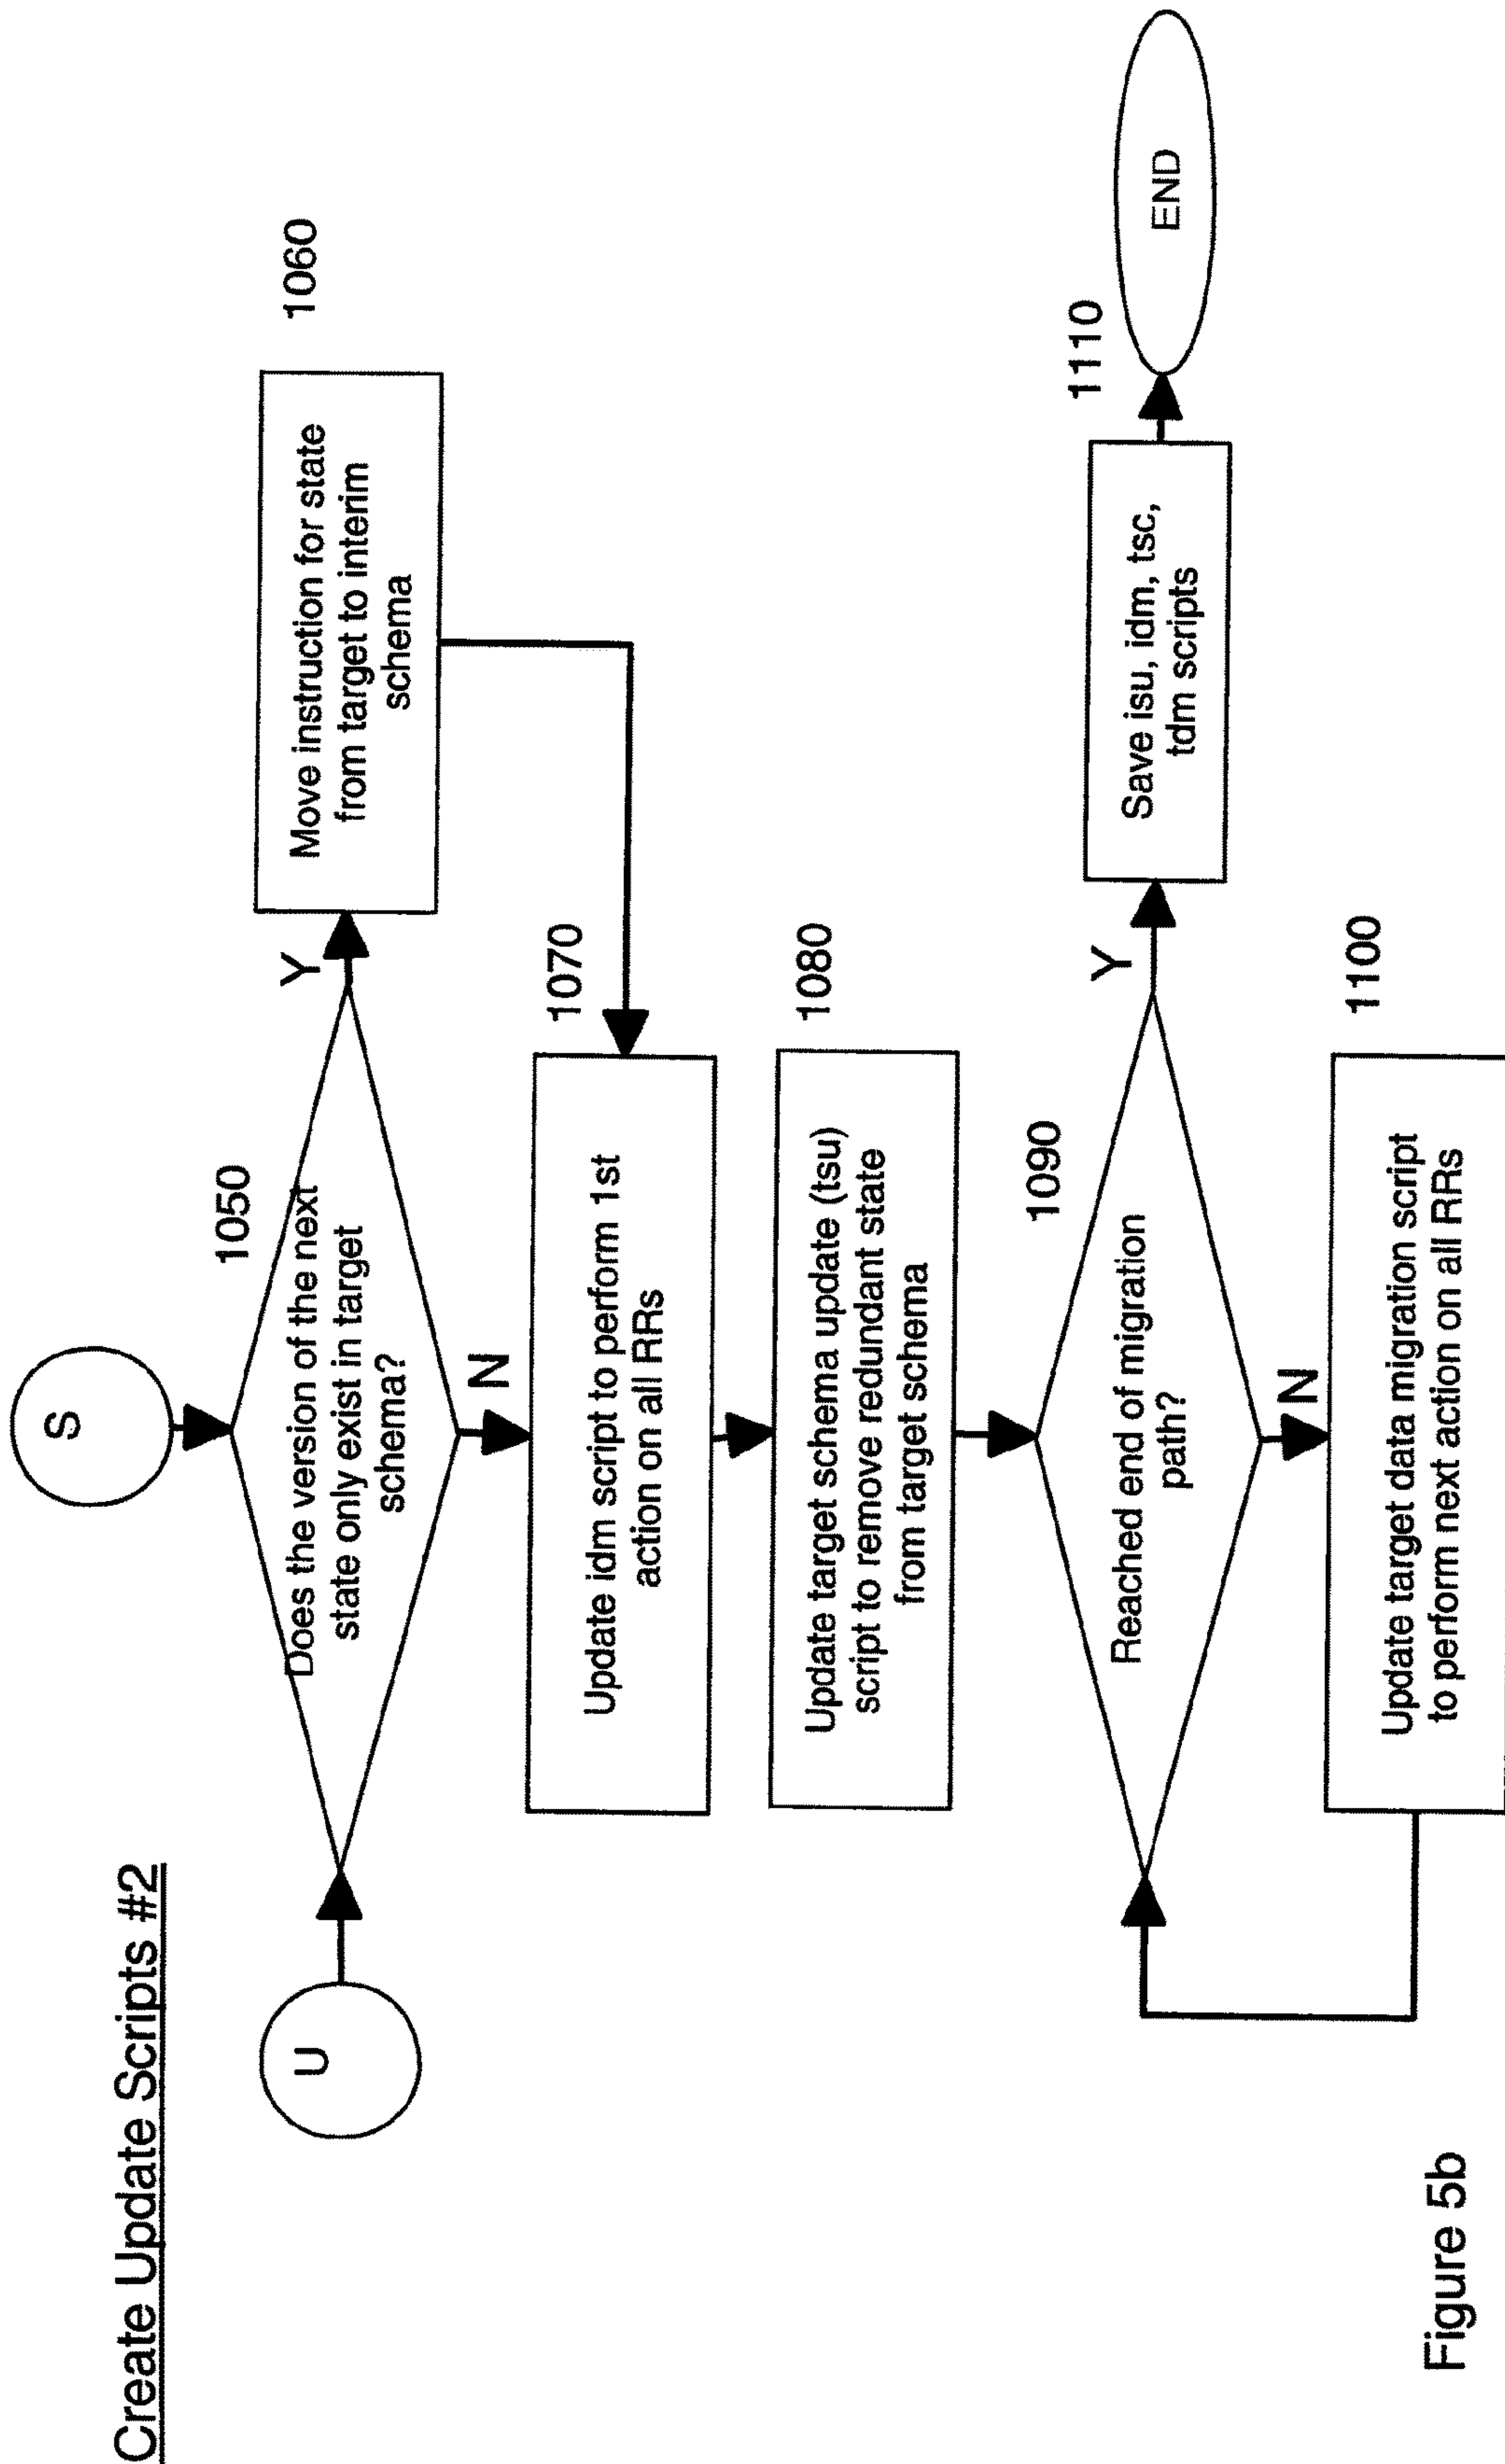 Create Update Scripts #2
S
U
1050
Does the version of the next
state only exist in target
schema?
Y
N
1060
Move instruction for state
from target to interim
schema
1070
Update idm script to perform 1st
action on all RRs
1080
Update target schema update (tsu)
script to remove redundant state
from target schema
1090
Reached end of migration
path?
Y
N
1110
Save isu, idm, tsc,
tdm scripts
END
1100
Update target data migration script
to perform next action on all RRs
Figure 5b